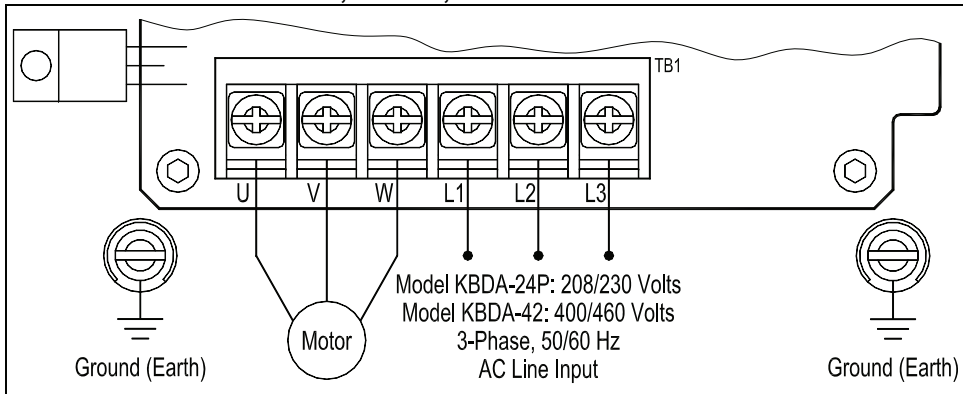 TB1
U V W L1 L2 L3
Model KBDA-24P: 208/230 Volts
Model KBDA-42: 400/460 Volts
3-Phase, 50/60 Hz
AC Line Input
Motor
Ground (Earth)
Ground (Earth)